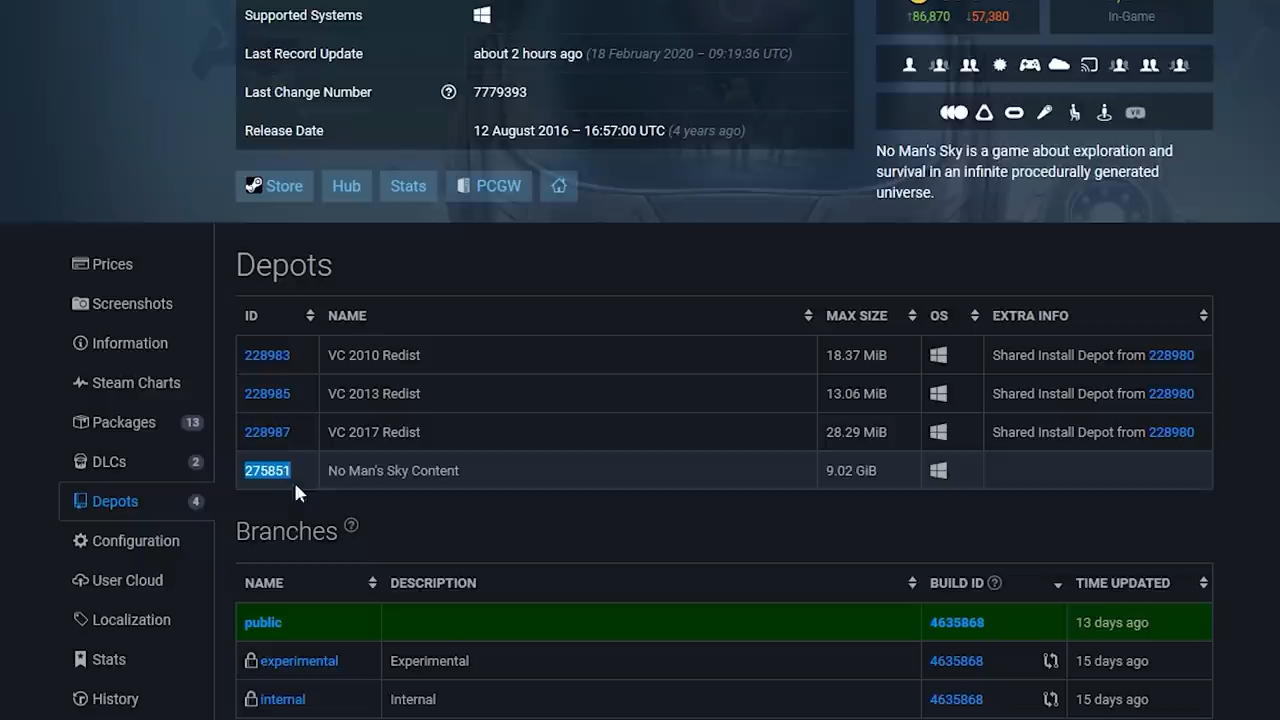 Supported Systems
Last Record Update about 2 hours ago (18 February 2020 – 09:19:36 UTC)
Last Change Number 7779393
Release Date 12 August 2016 – 16:57:00 UTC (4 years ago)
Store Hub Stats PCGW
↑86,870 ↓57,380
In-Game
VR
No Man's Sky is a game about exploration and
survival in an infinite procedurally generated
universe.
Prices
Screenshots
Information
Steam Charts
Packages 13
DLCs 2
Depots 4
Configuration
User Cloud
Localization
Stats
History
Depots
ID NAME MAX SIZE OS EXTRA INFO
228983 VC 2010 Redist 18.37 MiB Shared Install Depot from 228980
228985 VC 2013 Redist 13.06 MiB Shared Install Depot from 228980
228987 VC 2017 Redist 28.29 MiB Shared Install Depot from 228980
275851 No Man's Sky Content 9.02 GiB
Branches
NAME DESCRIPTION BUILD ID TIME UPDATED
public 4635868 13 days ago
experimental Experimental 4635868 15 days ago
internal Internal 4635868 15 days ago